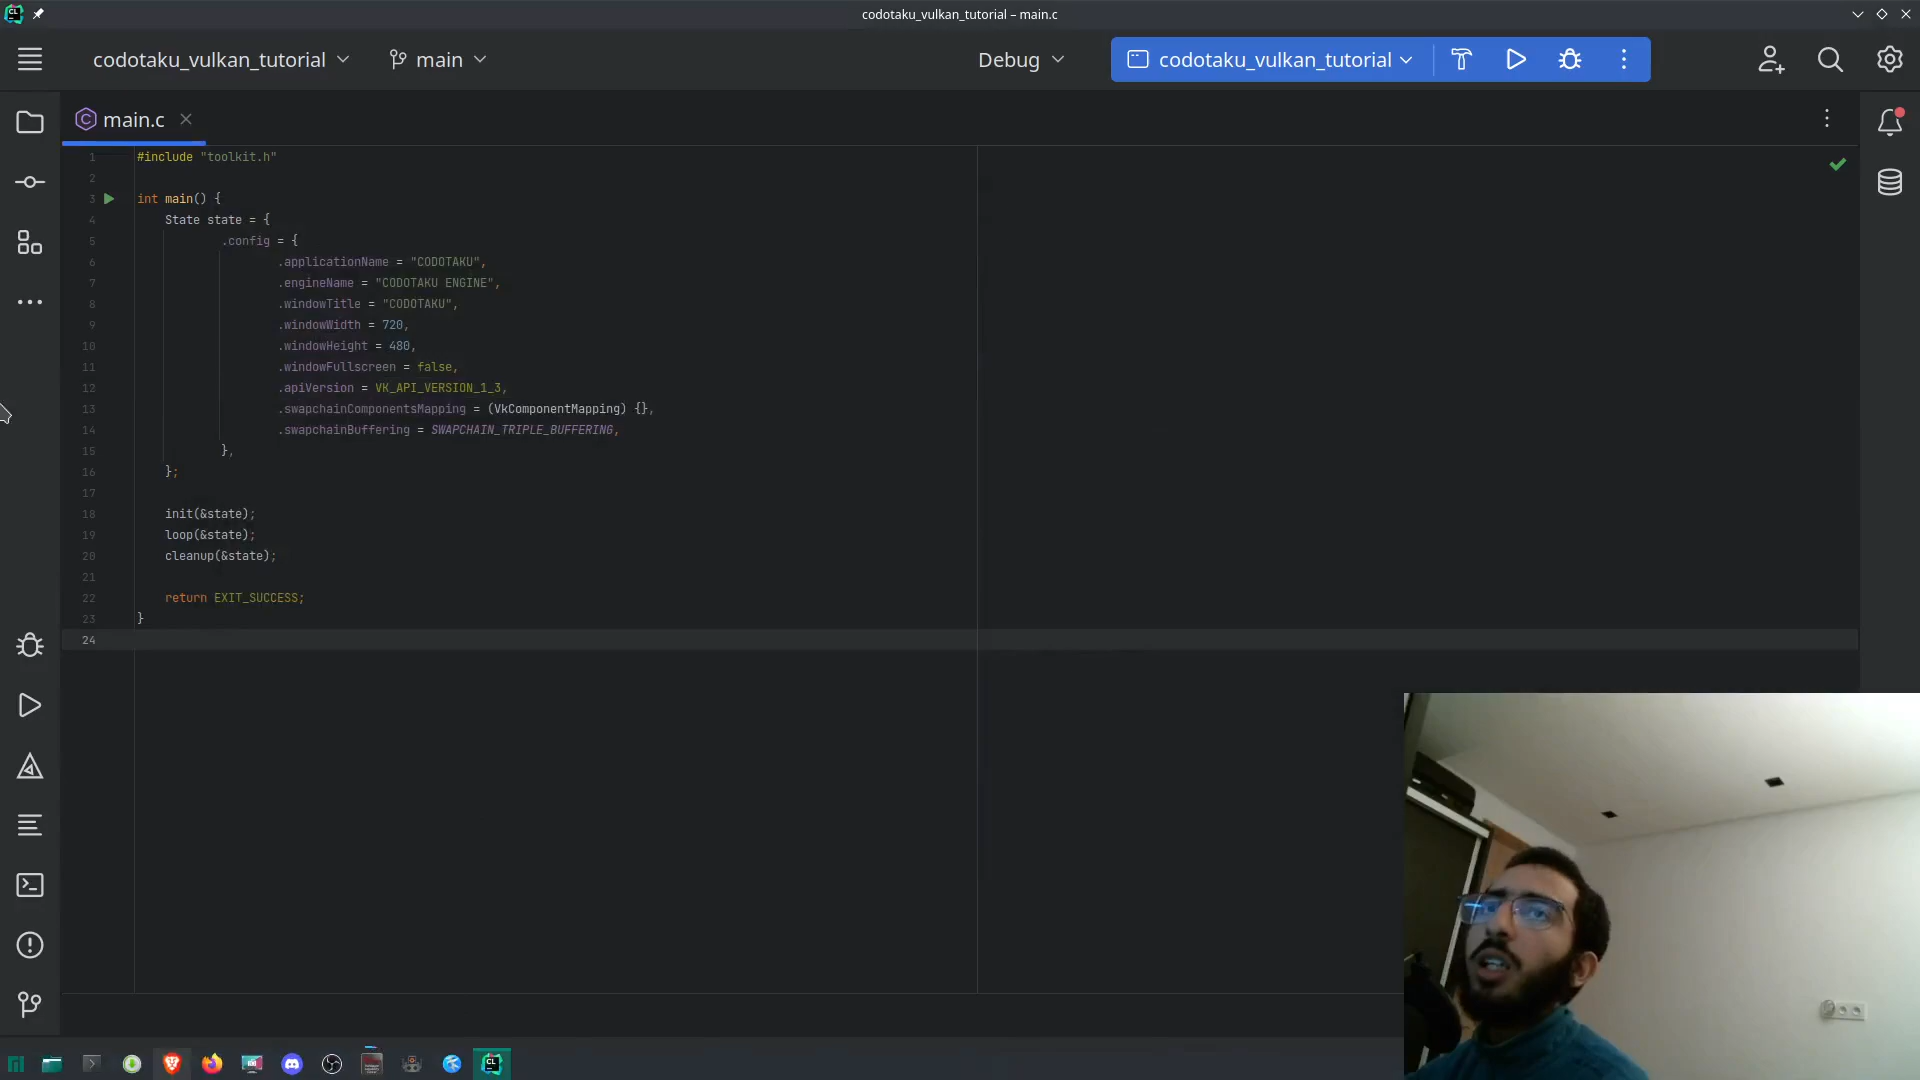 codotaku_vulkan_tutorial – main.c
codotaku_vulkan_tutorial
main
Debug
codotaku_vulkan_tutorial
main.c
1 #include "toolkit.h"
2
3 int main() {
4 State state = {
5 .config = {
6 .applicationName = "CODOTAKU",
7 .engineName = "CODOTAKU ENGINE",
8 .windowTitle = "CODOTAKU",
9 .windowWidth = 720,
10 .windowHeight = 480,
11 .windowFullscreen = false,
12 .apiVersion = VK_API_VERSION_1_3,
13 .swapchainComponentsMapping = (VkComponentMapping) {},
14 .swapchainBuffering = SWAPCHAIN_TRIPLE_BUFFERING,
15 },
16 };
17
18 init(&state);
19 loop(&state);
20 cleanup(&state);
21
22 return EXIT_SUCCESS;
23 }
24